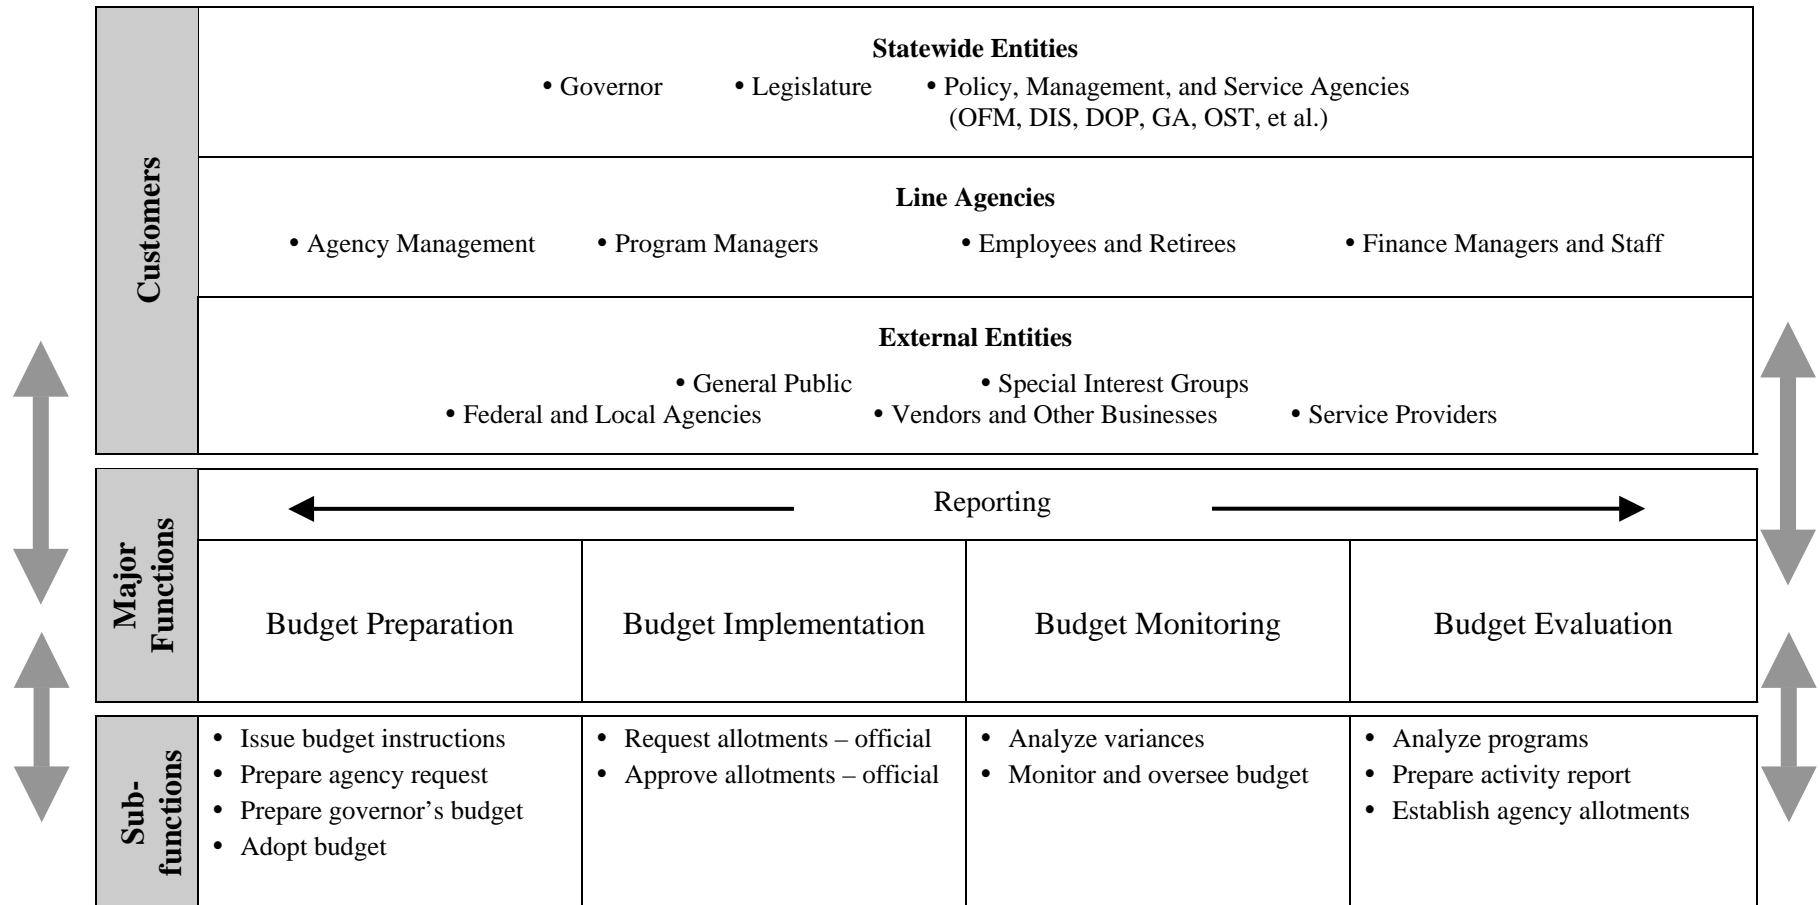 Customers
Statewide Entities
• Governor • Legislature • Policy, Management, and Service Agencies
(OFM, DIS, DOP, GA, OST, et al.)
Line Agencies
• Agency Management • Program Managers • Employees and Retirees • Finance Managers and Staff
External Entities
• General Public • Special Interest Groups
• Federal and Local Agencies • Vendors and Other Businesses • Service Providers
Major
Functions
Reporting
Budget Preparation
Budget Implementation
Budget Monitoring
Budget Evaluation
Sub-
functions
• Issue budget instructions
• Prepare agency request
• Prepare governor’s budget
• Adopt budget
• Request allotments – official
• Approve allotments – official
• Analyze variances
• Monitor and oversee budget
• Analyze programs
• Prepare activity report
• Establish agency allotments